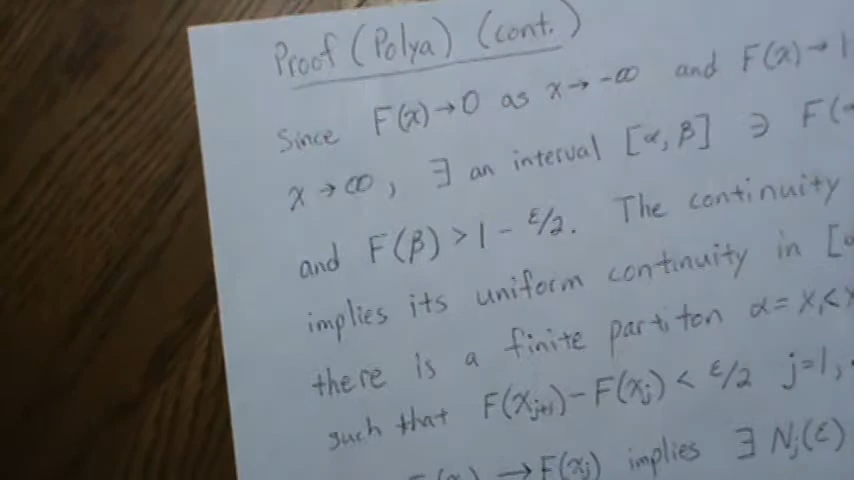 Proof (Polya) (cont.)
Since F(x) → 0 as x → -∞ and F(x) → 1
x → ∞, ∃ an interval [α, β] ∋ F(
and F(β) > 1 - ε/2. The continuity
implies its uniform continuity in [
there is a finite partiton α = x₁ <
such that F(xⱼ₊₁) - F(xⱼ) < ε/2 j=1,
→ F(xⱼ) implies ∃ Nⱼ(ε)